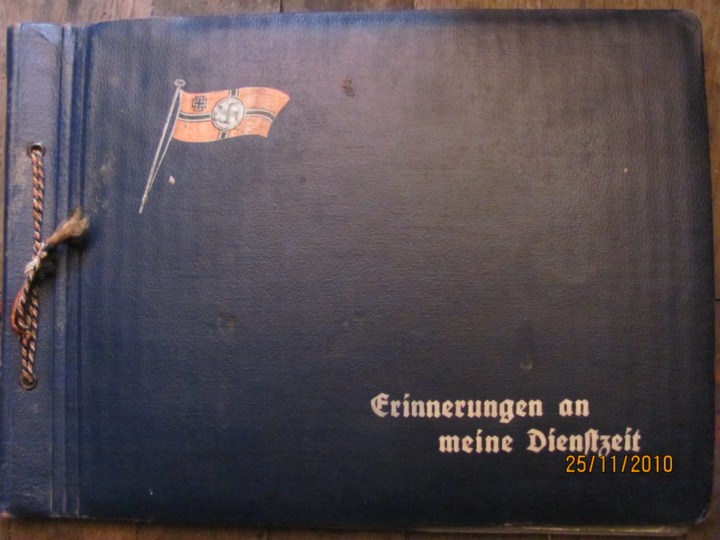 Erinnerungen an
meine Dienstzeit
25/11/2010